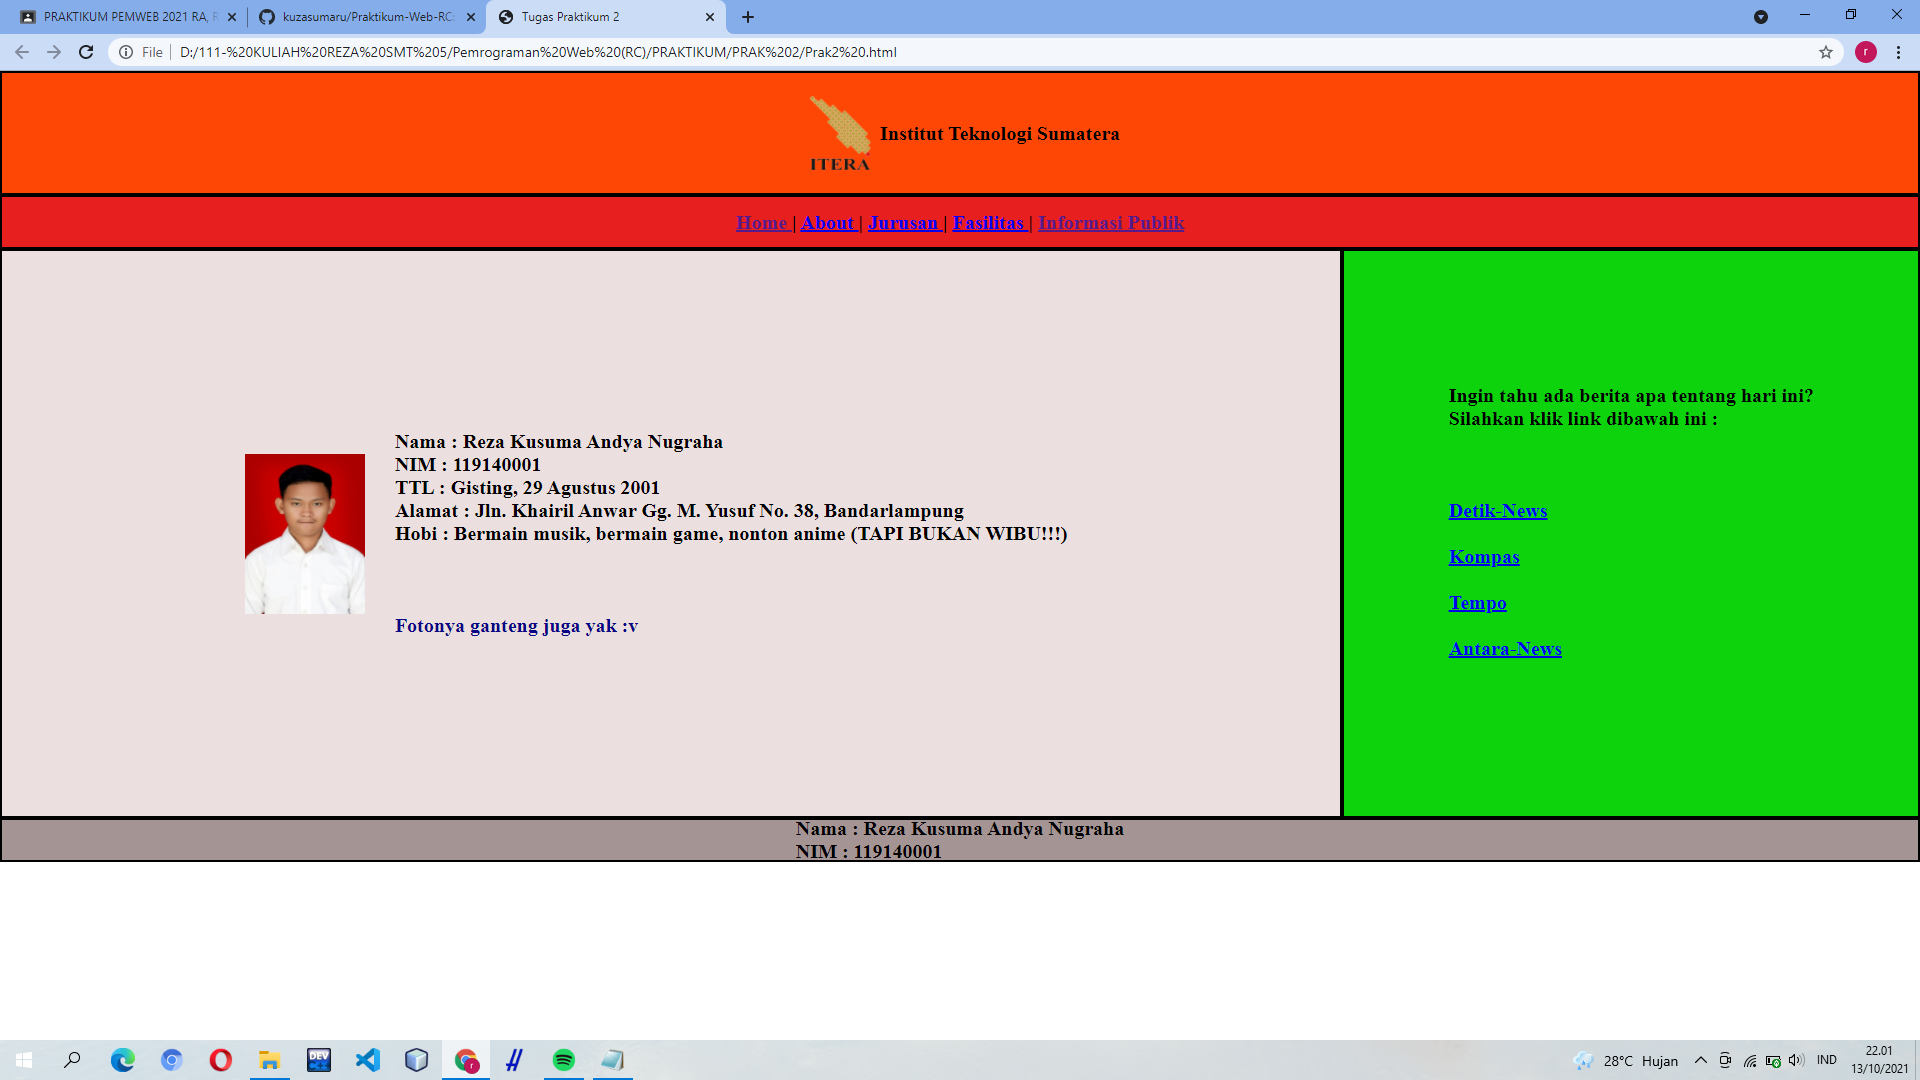 PRAKTIKUM PEMWEB 2021 RA, R
kuzasumaru/Praktikum-Web-RC
Tugas Praktikum 2
File
D:/111-%20KULIAH%20REZA%20SMT%205/Pemrograman%20Web%20(RC)/PRAKTIKUM/PRAK%202/Prak2%20.html
r
ITERA
Institut Teknologi Sumatera
Home | About | Jurusan | Fasilitas | Informasi Publik
Nama : Reza Kusuma Andya Nugraha
NIM : 119140001
TTL : Gisting, 29 Agustus 2001
Alamat : Jln. Khairil Anwar Gg. M. Yusuf No. 38, Bandarlampung
Hobi : Bermain musik, bermain game, nonton anime (TAPI BUKAN WIBU!!!)
Fotonya ganteng juga yak :v
Ingin tahu ada berita apa tentang hari ini?
Silahkan klik link dibawah ini :
Detik-News
Kompas
Tempo
Antara-News
Nama : Reza Kusuma Andya Nugraha
NIM : 119140001
DEV
r
28°C Hujan
IND
22.01
13/10/2021